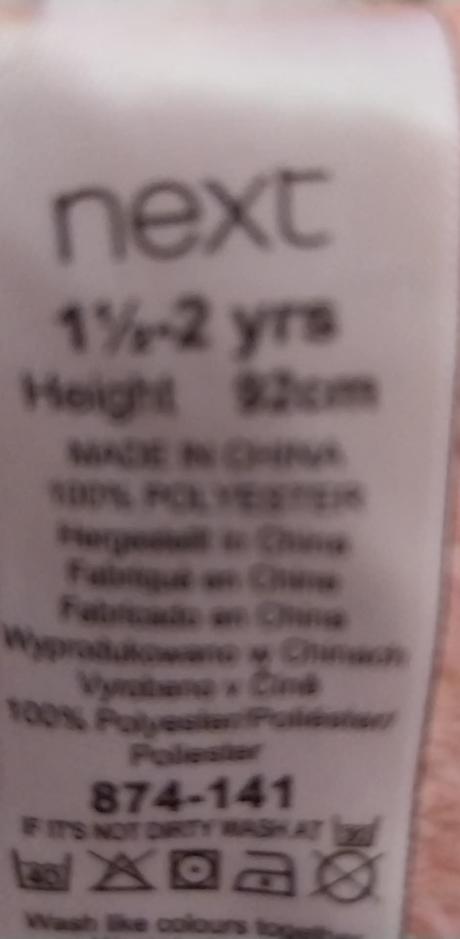 next
1½-2 yrs
Height 92cm
MADE IN CHINA
100% POLYESTER
Hergestellt in China
Fabriqué en Chine
Fabricado en China
Wyprodukowano w Chinach
Vyrobeno v Číně
100% Polyester/Poliéster/
Poliester
874-141
IF IT'S NOT DIRTY WASH AT 30
40
Wash like colours together